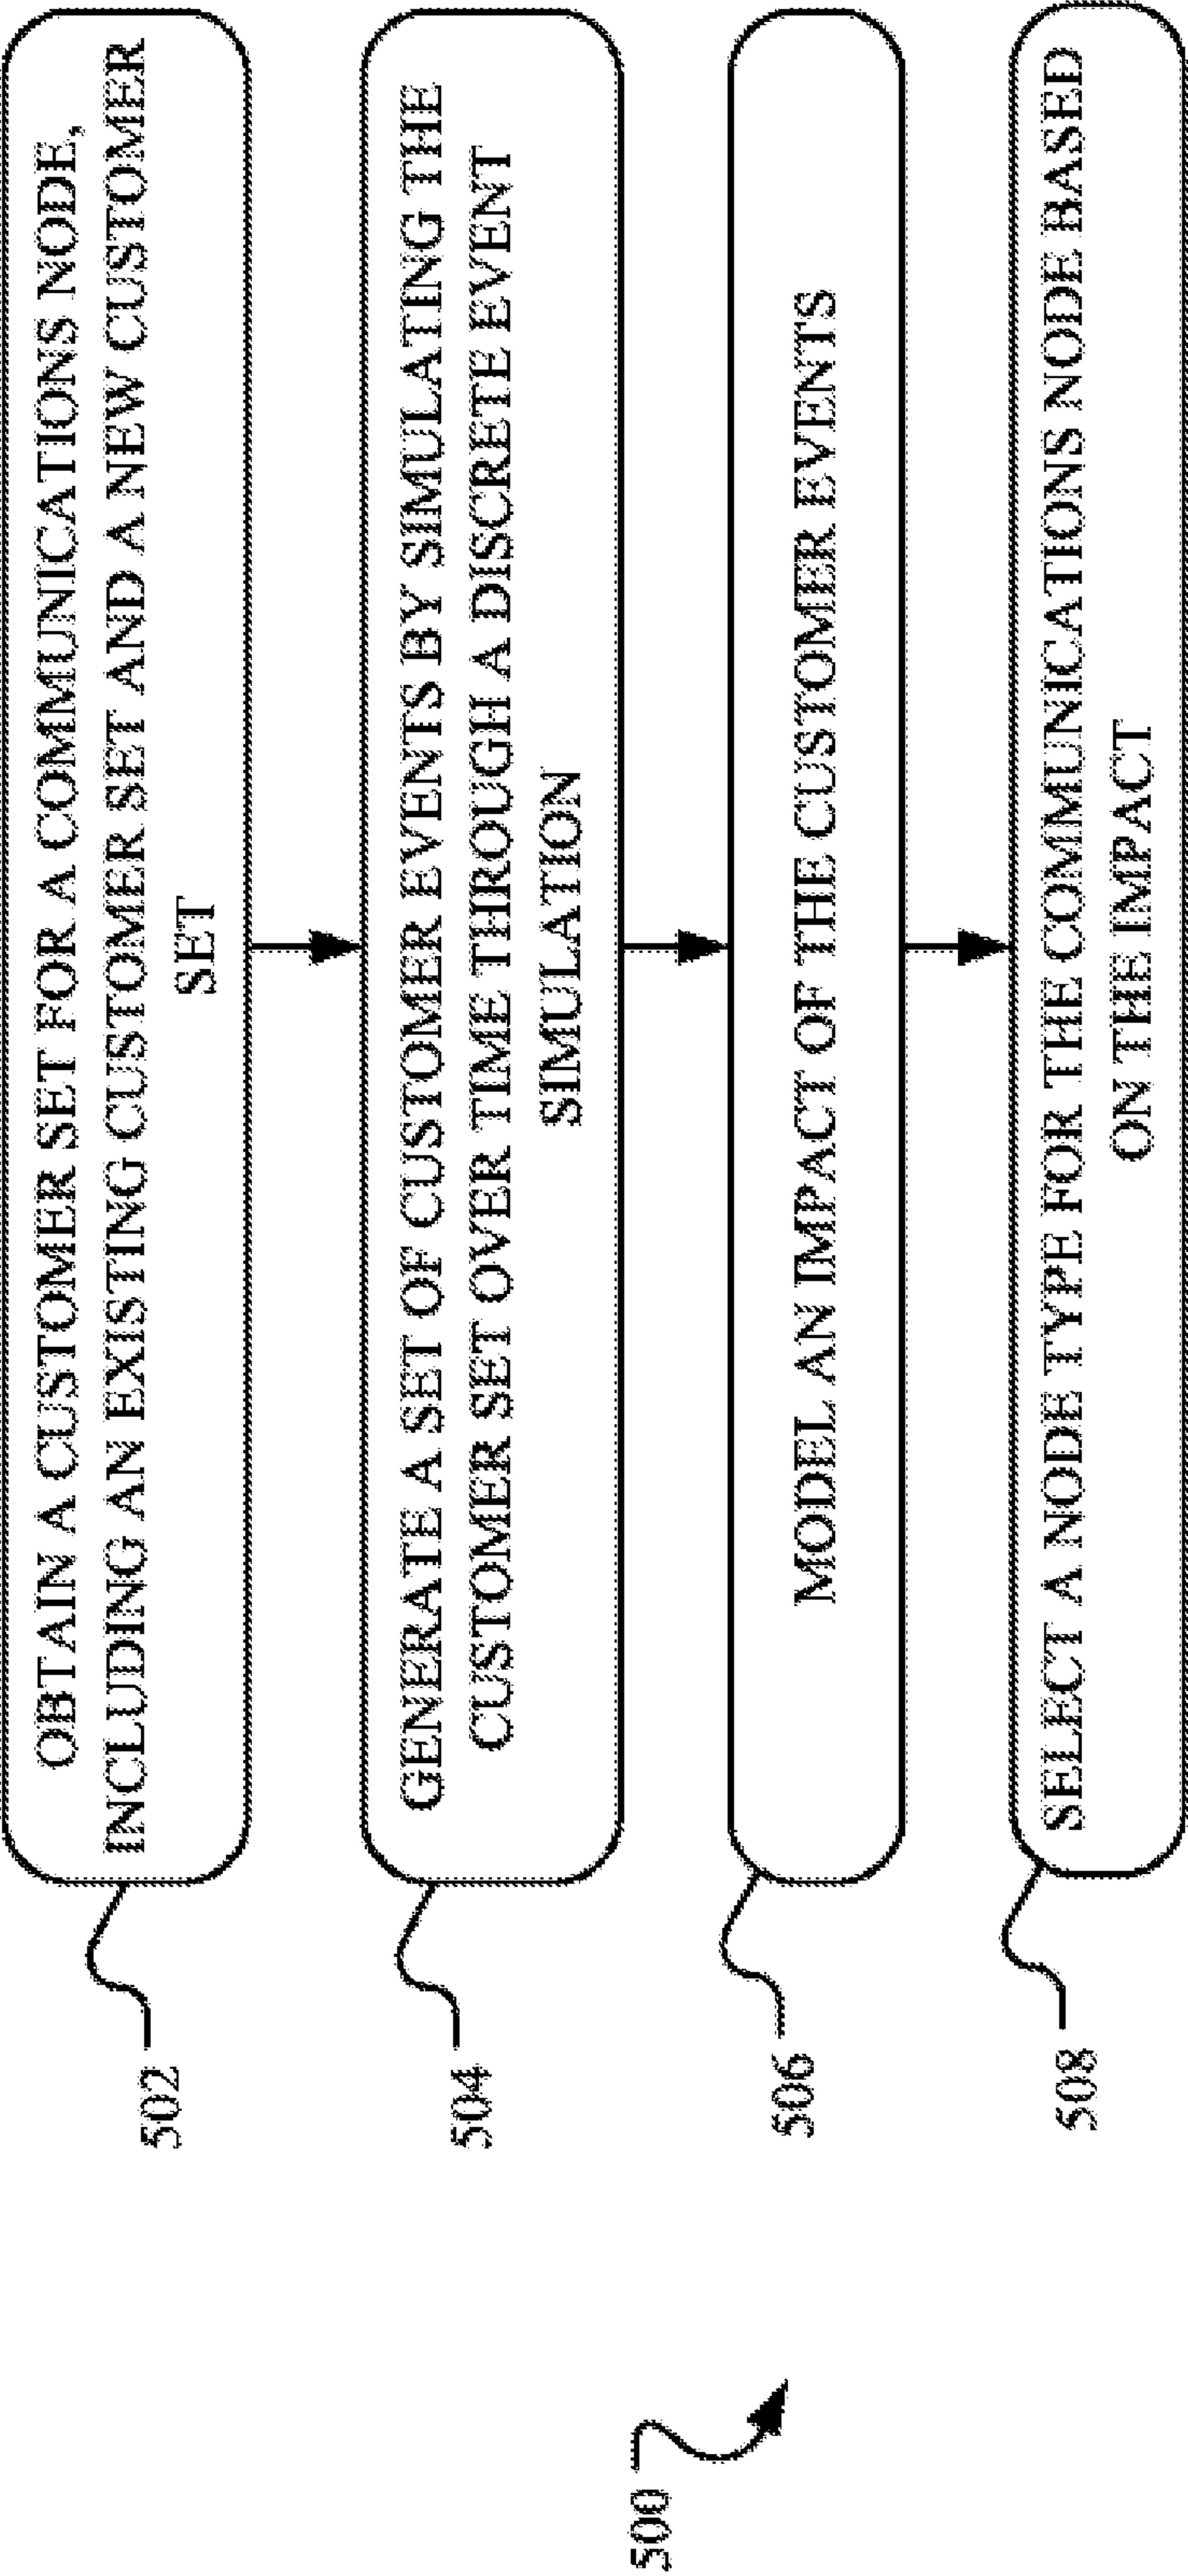 500
502
OBTAIN A CUSTOMER SET FOR A COMMUNICATIONS NODE,
INCLUDING AN EXISTING CUSTOMER SET AND A NEW CUSTOMER
SET
504
GENERATE A SET OF CUSTOMER EVENTS BY SIMULATING THE
CUSTOMER SET OVER TIME THROUGH A DISCRETE EVENT
SIMULATION
506
MODEL AN IMPACT OF THE CUSTOMER EVENTS
508
SELECT A NODE TYPE FOR THE COMMUNICATIONS NODE BASED
ON THE IMPACT